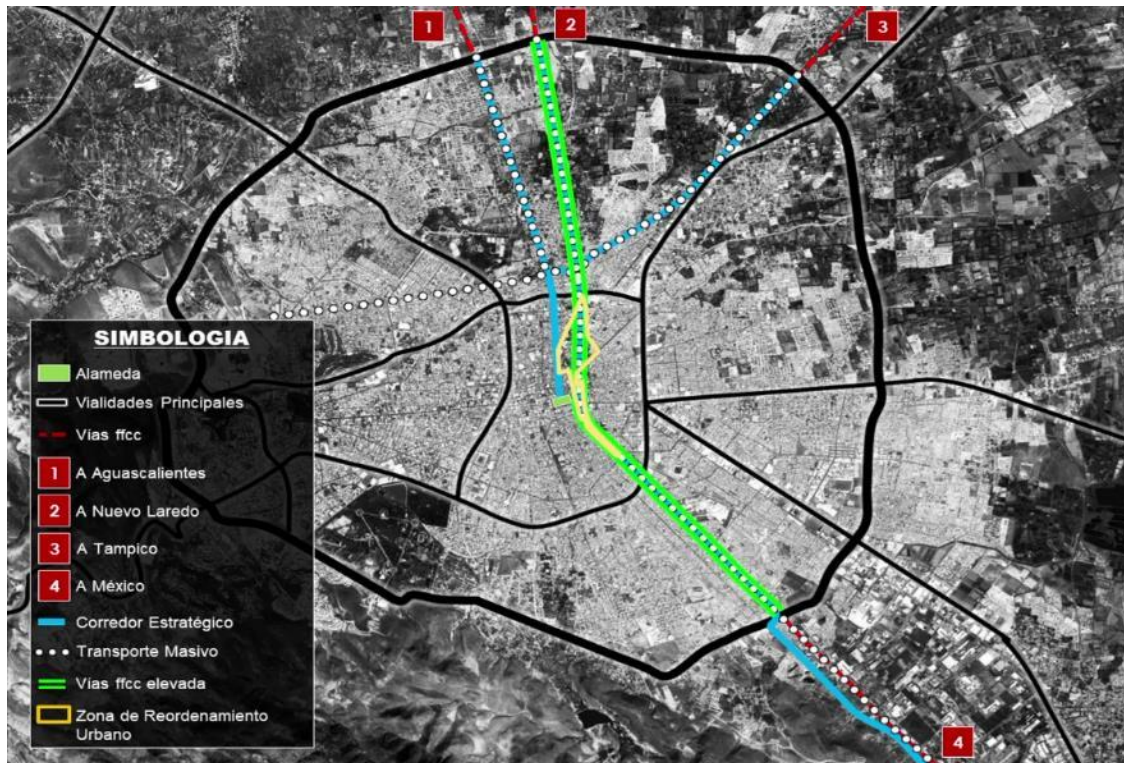 1
2
3
SIMBOLOGIA
Alameda
Vialidades Principales
Vías ffcc
1 A Aguascalientes
2 A Nuevo Laredo
3 A Tampico
4 A México
Corredor Estratégico
Transporte Masivo
Vías ffcc elevada
Zona de Reordenamiento
Urbano
4